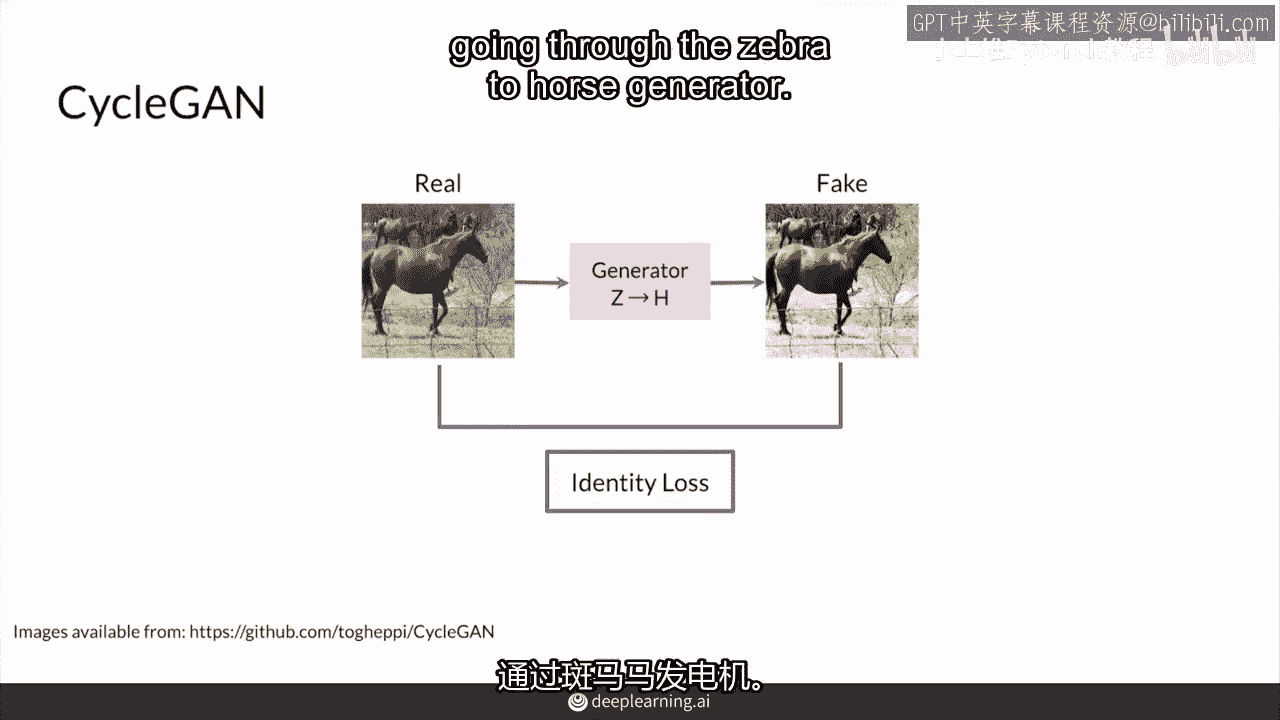 GPT中英字幕课程资源@bilibili.com
going through the zebra
to horse generator.
CycleGAN
Real
Fake
Generator
Z → H
Identity Loss
Images available from: https://github.com/togheppi/CycleGAN
通过斑马马发电机。
deeplearning.ai